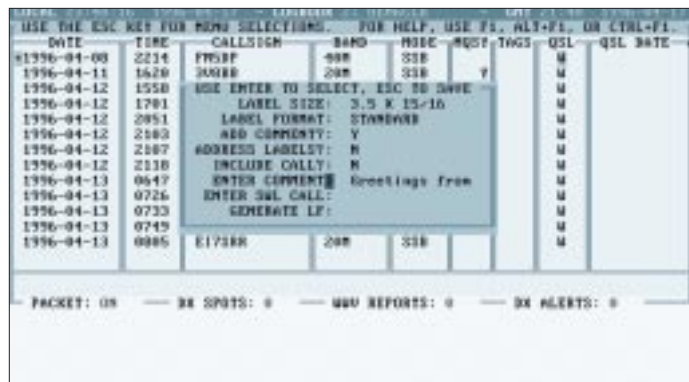 USE THE ESC KEY FOR MENU SELECTIONS. FOR HELP, USE F1, ALT+F1, OR CTRL+F1.
DATE TIME CALLSIGN BAND MODE MQSY TAGS QSL QSL DATE
1996-04-08 2214 40M SSB W
1996-04-11 1620 20M SSB Y W
1996-04-12 1550 USE ENTER TO SELECT, ESC TO SAVE W
1996-04-12 1701 LABEL SIZE: 3.5 X 15/16 W
1996-04-12 2051 LABEL FORMAT: STANDARD W
1996-04-12 2103 ADD COMMENT?: Y W
1996-04-12 2107 ADDRESS LABELS?: N W
1996-04-12 2118 INCLUDE CALL?: N W
1996-04-13 0647 ENTER COMMENT Greetings from W
1996-04-13 0726 ENTER SWL CALL: W
1996-04-13 0733 GENERATE LF: W
1996-04-13 0749 W
1996-04-13 0805 20M SSB W
PACKET: ON DX SPOTS: 0 WWV REPORTS: 0 DX ALERTS: 0